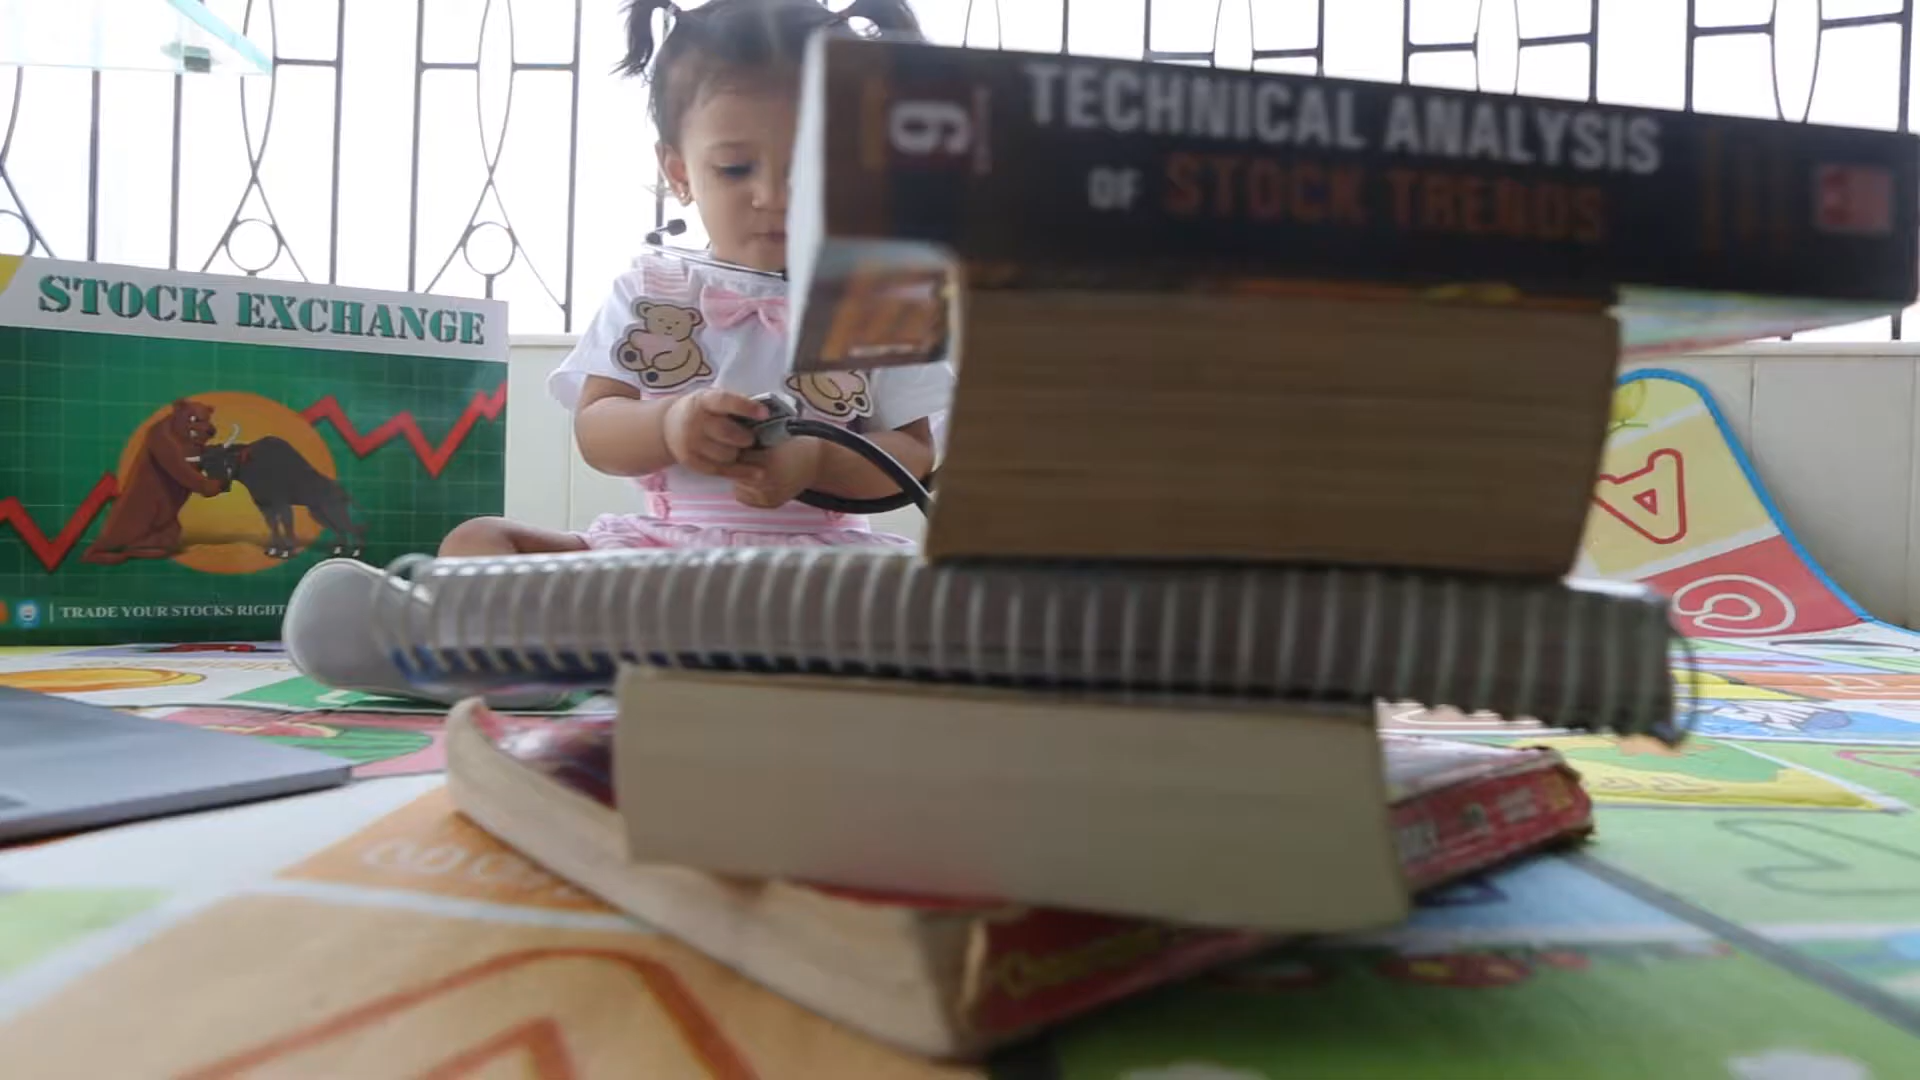 STOCK EXCHANGE
TRADE YOUR STOCKS RIGHT
9
TECHNICAL ANALYSIS
OF STOCK TRENDS
A